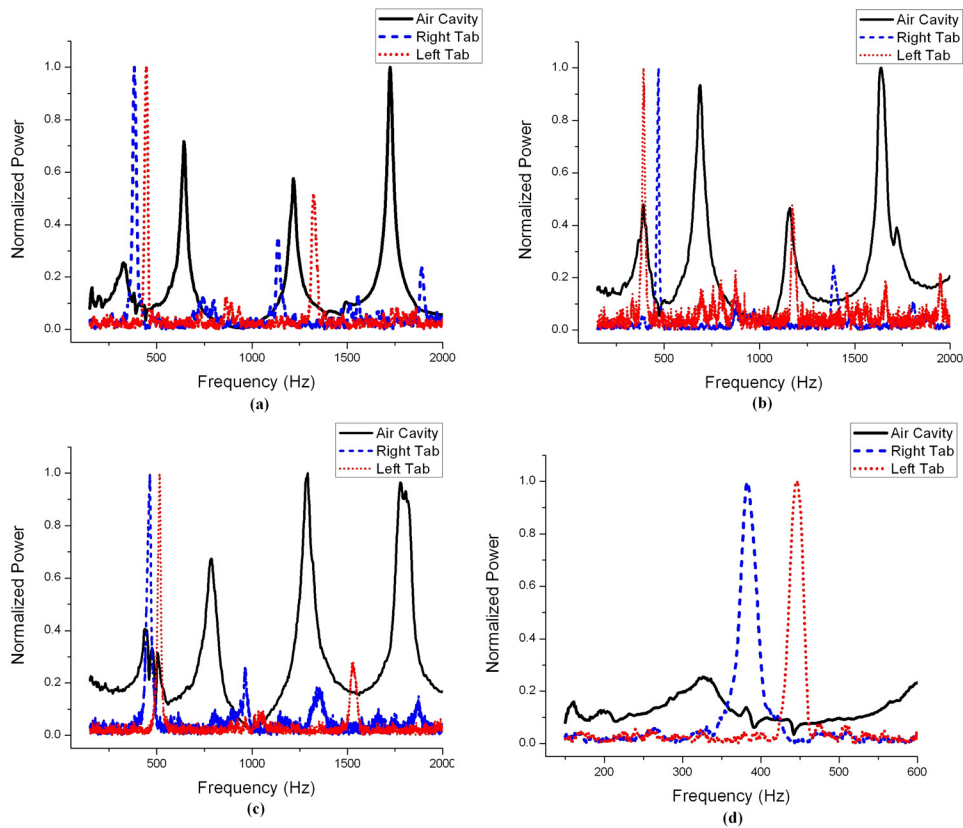 Air Cavity
Right Tab
Left Tab
1.0
0.8
0.6
0.4
0.2
0.0
Normalized Power
500 1000 1500 2000
Frequency (Hz)
(a)
Air Cavity
Right Tab
Left Tab
1.0
0.8
0.6
0.4
0.2
0.0
Normalized Power
500 1000 1500 2000
Frequency (Hz)
(b)
Air Cavity
Right Tab
Left Tab
1.0
0.8
0.6
0.4
0.2
0.0
Normalized Power
500 1000 1500 2000
Frequency (Hz)
(c)
Air Cavity
Right Tab
Left Tab
1.0
0.8
0.6
0.4
0.2
0.0
Normalized Power
200 300 400 500 600
Frequency (Hz)
(d)